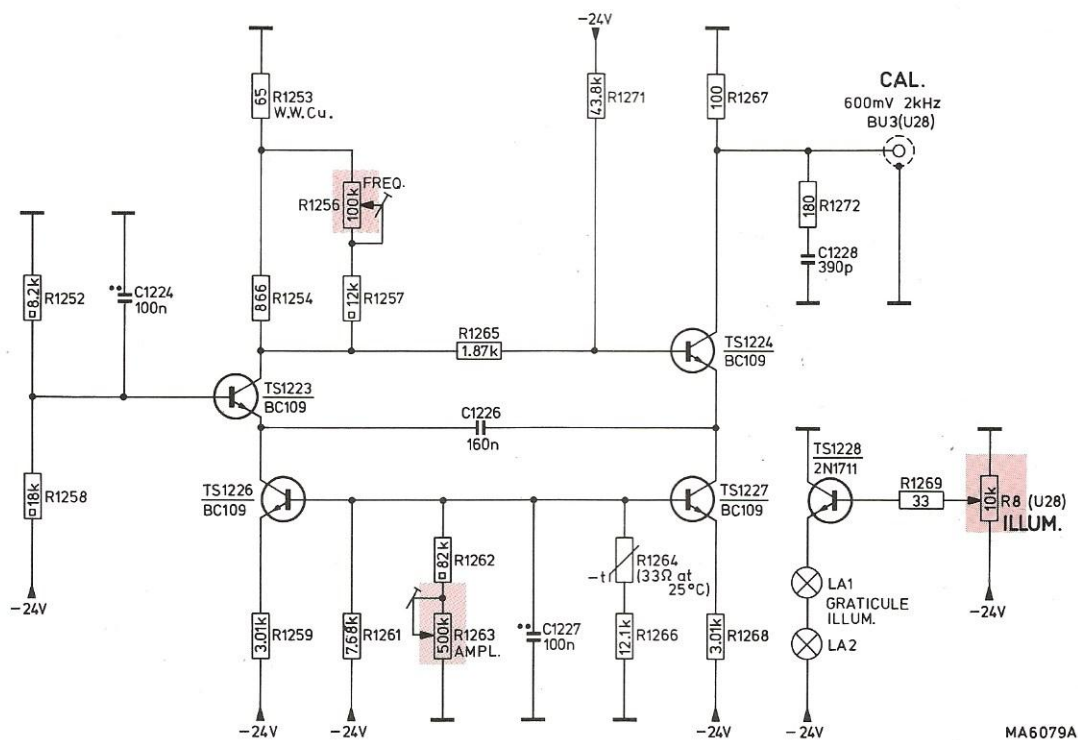 -24V
65
R1253
W.W.Cu.
43.8k
R1271
100
R1267
CAL.
600mV 2kHz
BU3(U28)
FREQ.
R1256
100k
180
R1272
C1228
390p
8.2k
R1252
C1224
100n
866
R1254
12k
R1257
R1265
1.87k
TS1224
BC109
TS1223
BC109
C1226
160n
TS1228
2N1711
18k
R1258
TS1226
BC109
TS1227
BC109
R1269
33
10k
R8 (U28)
ILLUM.
82k
R1262
-t
R1264
(33Ω at
25°C)
-24V
LA1
GRATICULE
ILLUM.
LA2
-24V
3.01k
R1259
7.68k
R1261
500k
R1263
AMPL.
C1227
100n
12.1k
R1266
3.01k
R1268
-24V
-24V
-24V
-24V
MA6079A